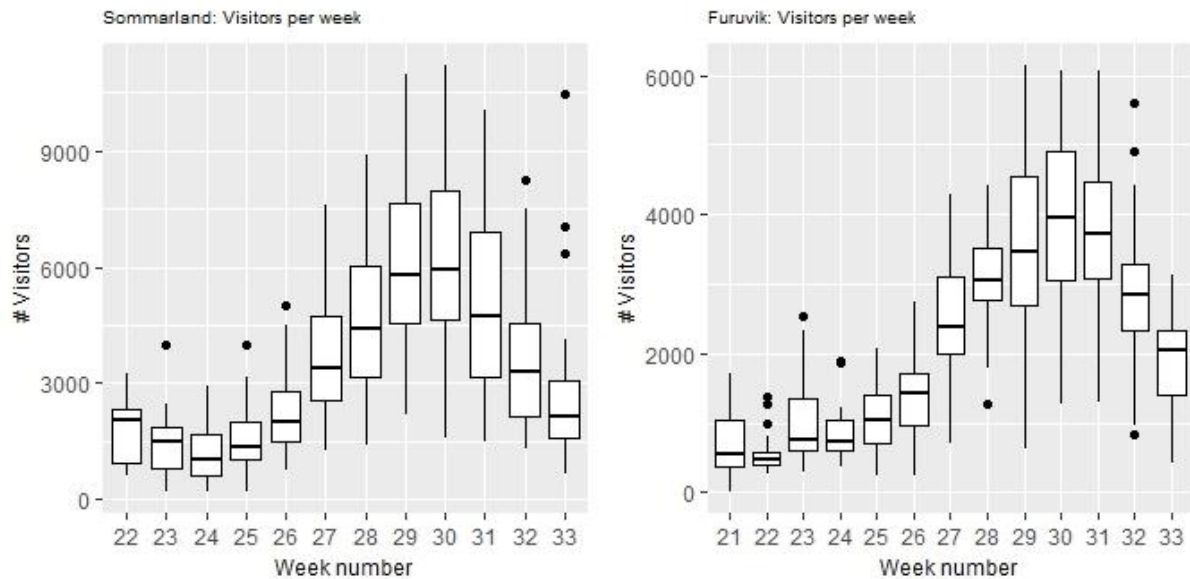 Sommarland: Visitors per week
# Visitors
9000
6000
3000
0
22 23 24 25 26 27 28 29 30 31 32 33
Week number
Furuvik: Visitors per week
# Visitors
6000
4000
2000
0
21 22 23 24 25 26 27 28 29 30 31 32 33
Week number